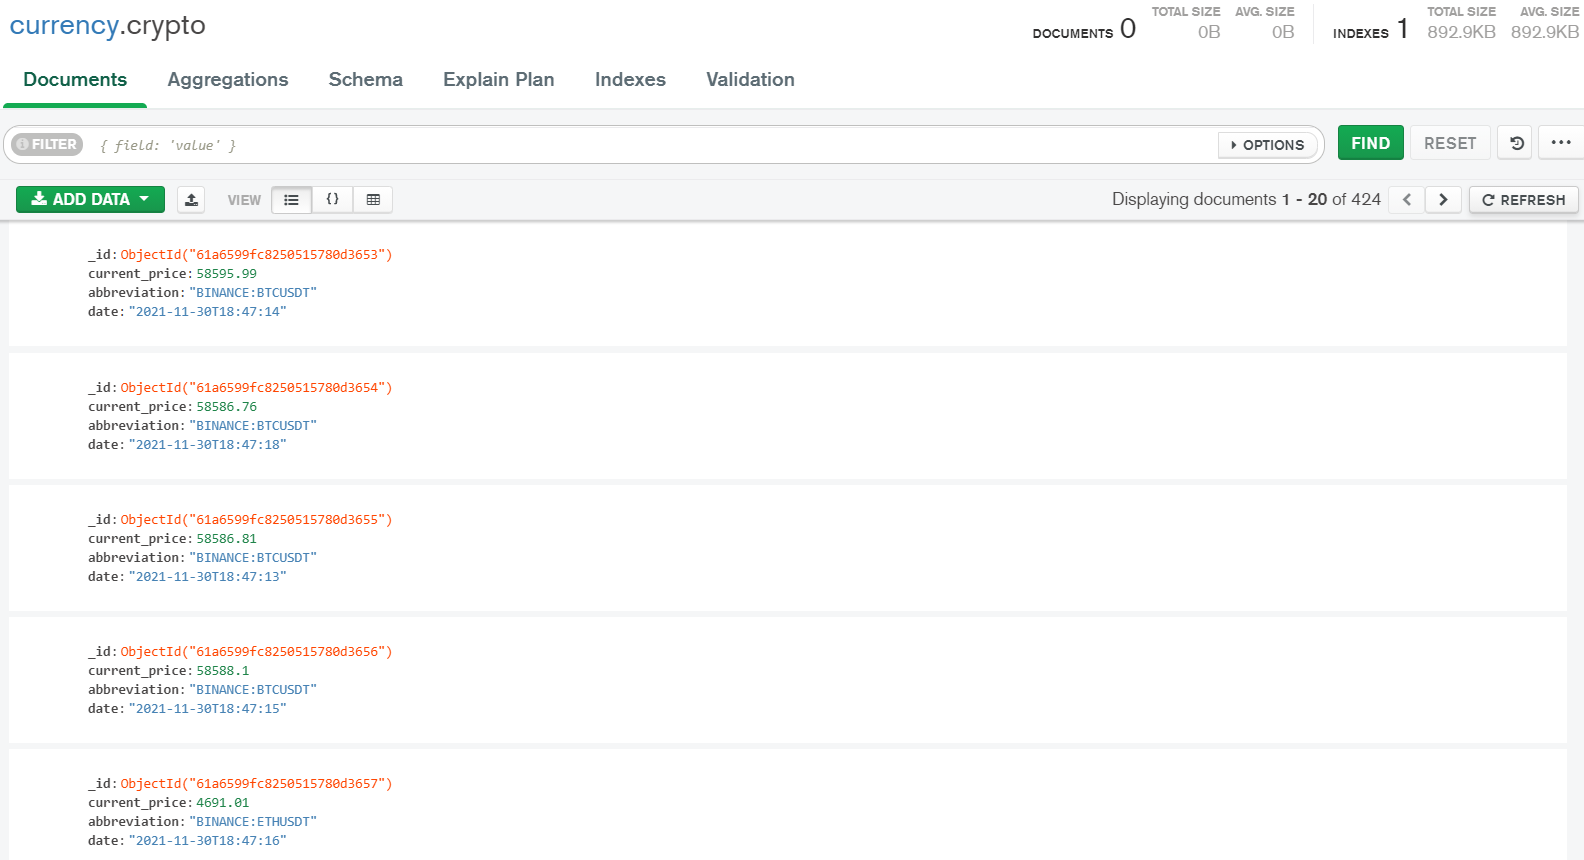 currency.crypto
DOCUMENTS 0 TOTAL SIZE 0B AVG. SIZE 0B INDEXES 1 TOTAL SIZE 892.9KB AVG. SIZE 892.9KB
Documents Aggregations Schema Explain Plan Indexes Validation
FILTER { field: 'value' } OPTIONS FIND RESET ...
ADD DATA VIEW {} Displaying documents 1 - 20 of 424 < > REFRESH
_id: ObjectId("61a6599fc8250515780d3653")
current_price: 58595.99
abbreviation: "BINANCE:BTCUSDT"
date: "2021-11-30T18:47:14"
_id: ObjectId("61a6599fc8250515780d3654")
current_price: 58586.76
abbreviation: "BINANCE:BTCUSDT"
date: "2021-11-30T18:47:18"
_id: ObjectId("61a6599fc8250515780d3655")
current_price: 58586.81
abbreviation: "BINANCE:BTCUSDT"
date: "2021-11-30T18:47:13"
_id: ObjectId("61a6599fc8250515780d3656")
current_price: 58588.1
abbreviation: "BINANCE:BTCUSDT"
date: "2021-11-30T18:47:15"
_id: ObjectId("61a6599fc8250515780d3657")
current_price: 4691.01
abbreviation: "BINANCE:ETHUSDT"
date: "2021-11-30T18:47:16"